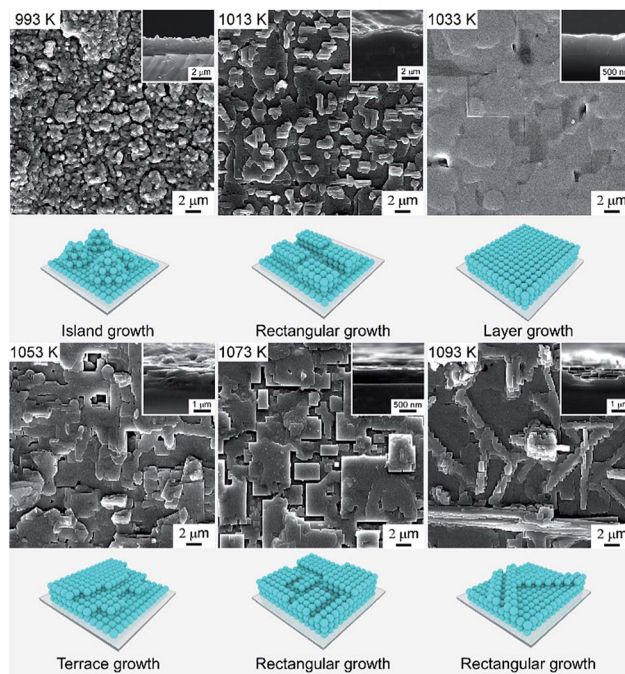 993 K
2 μm
2 μm
1013 K
2 μm
2 μm
1033 K
500 nm
2 μm
Island growth
Rectangular growth
Layer growth
1053 K
1 μm
2 μm
1073 K
500 nm
2 μm
1093 K
1 μm
2 μm
Terrace growth
Rectangular growth
Rectangular growth